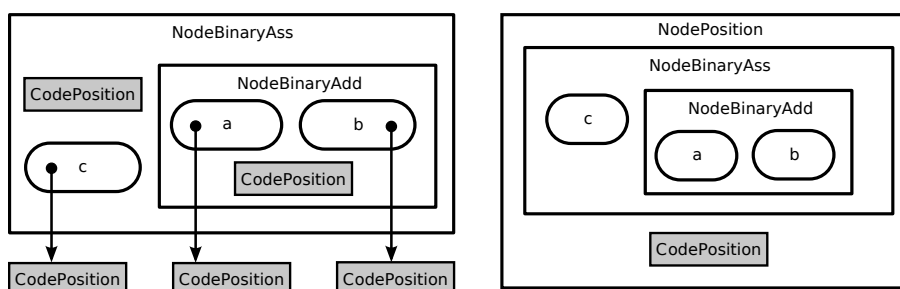 NodeBinaryAss
CodePosition
NodeBinaryAdd
a
b
CodePosition
c
CodePosition
CodePosition
CodePosition
NodePosition
NodeBinaryAss
c
NodeBinaryAdd
a
b
CodePosition